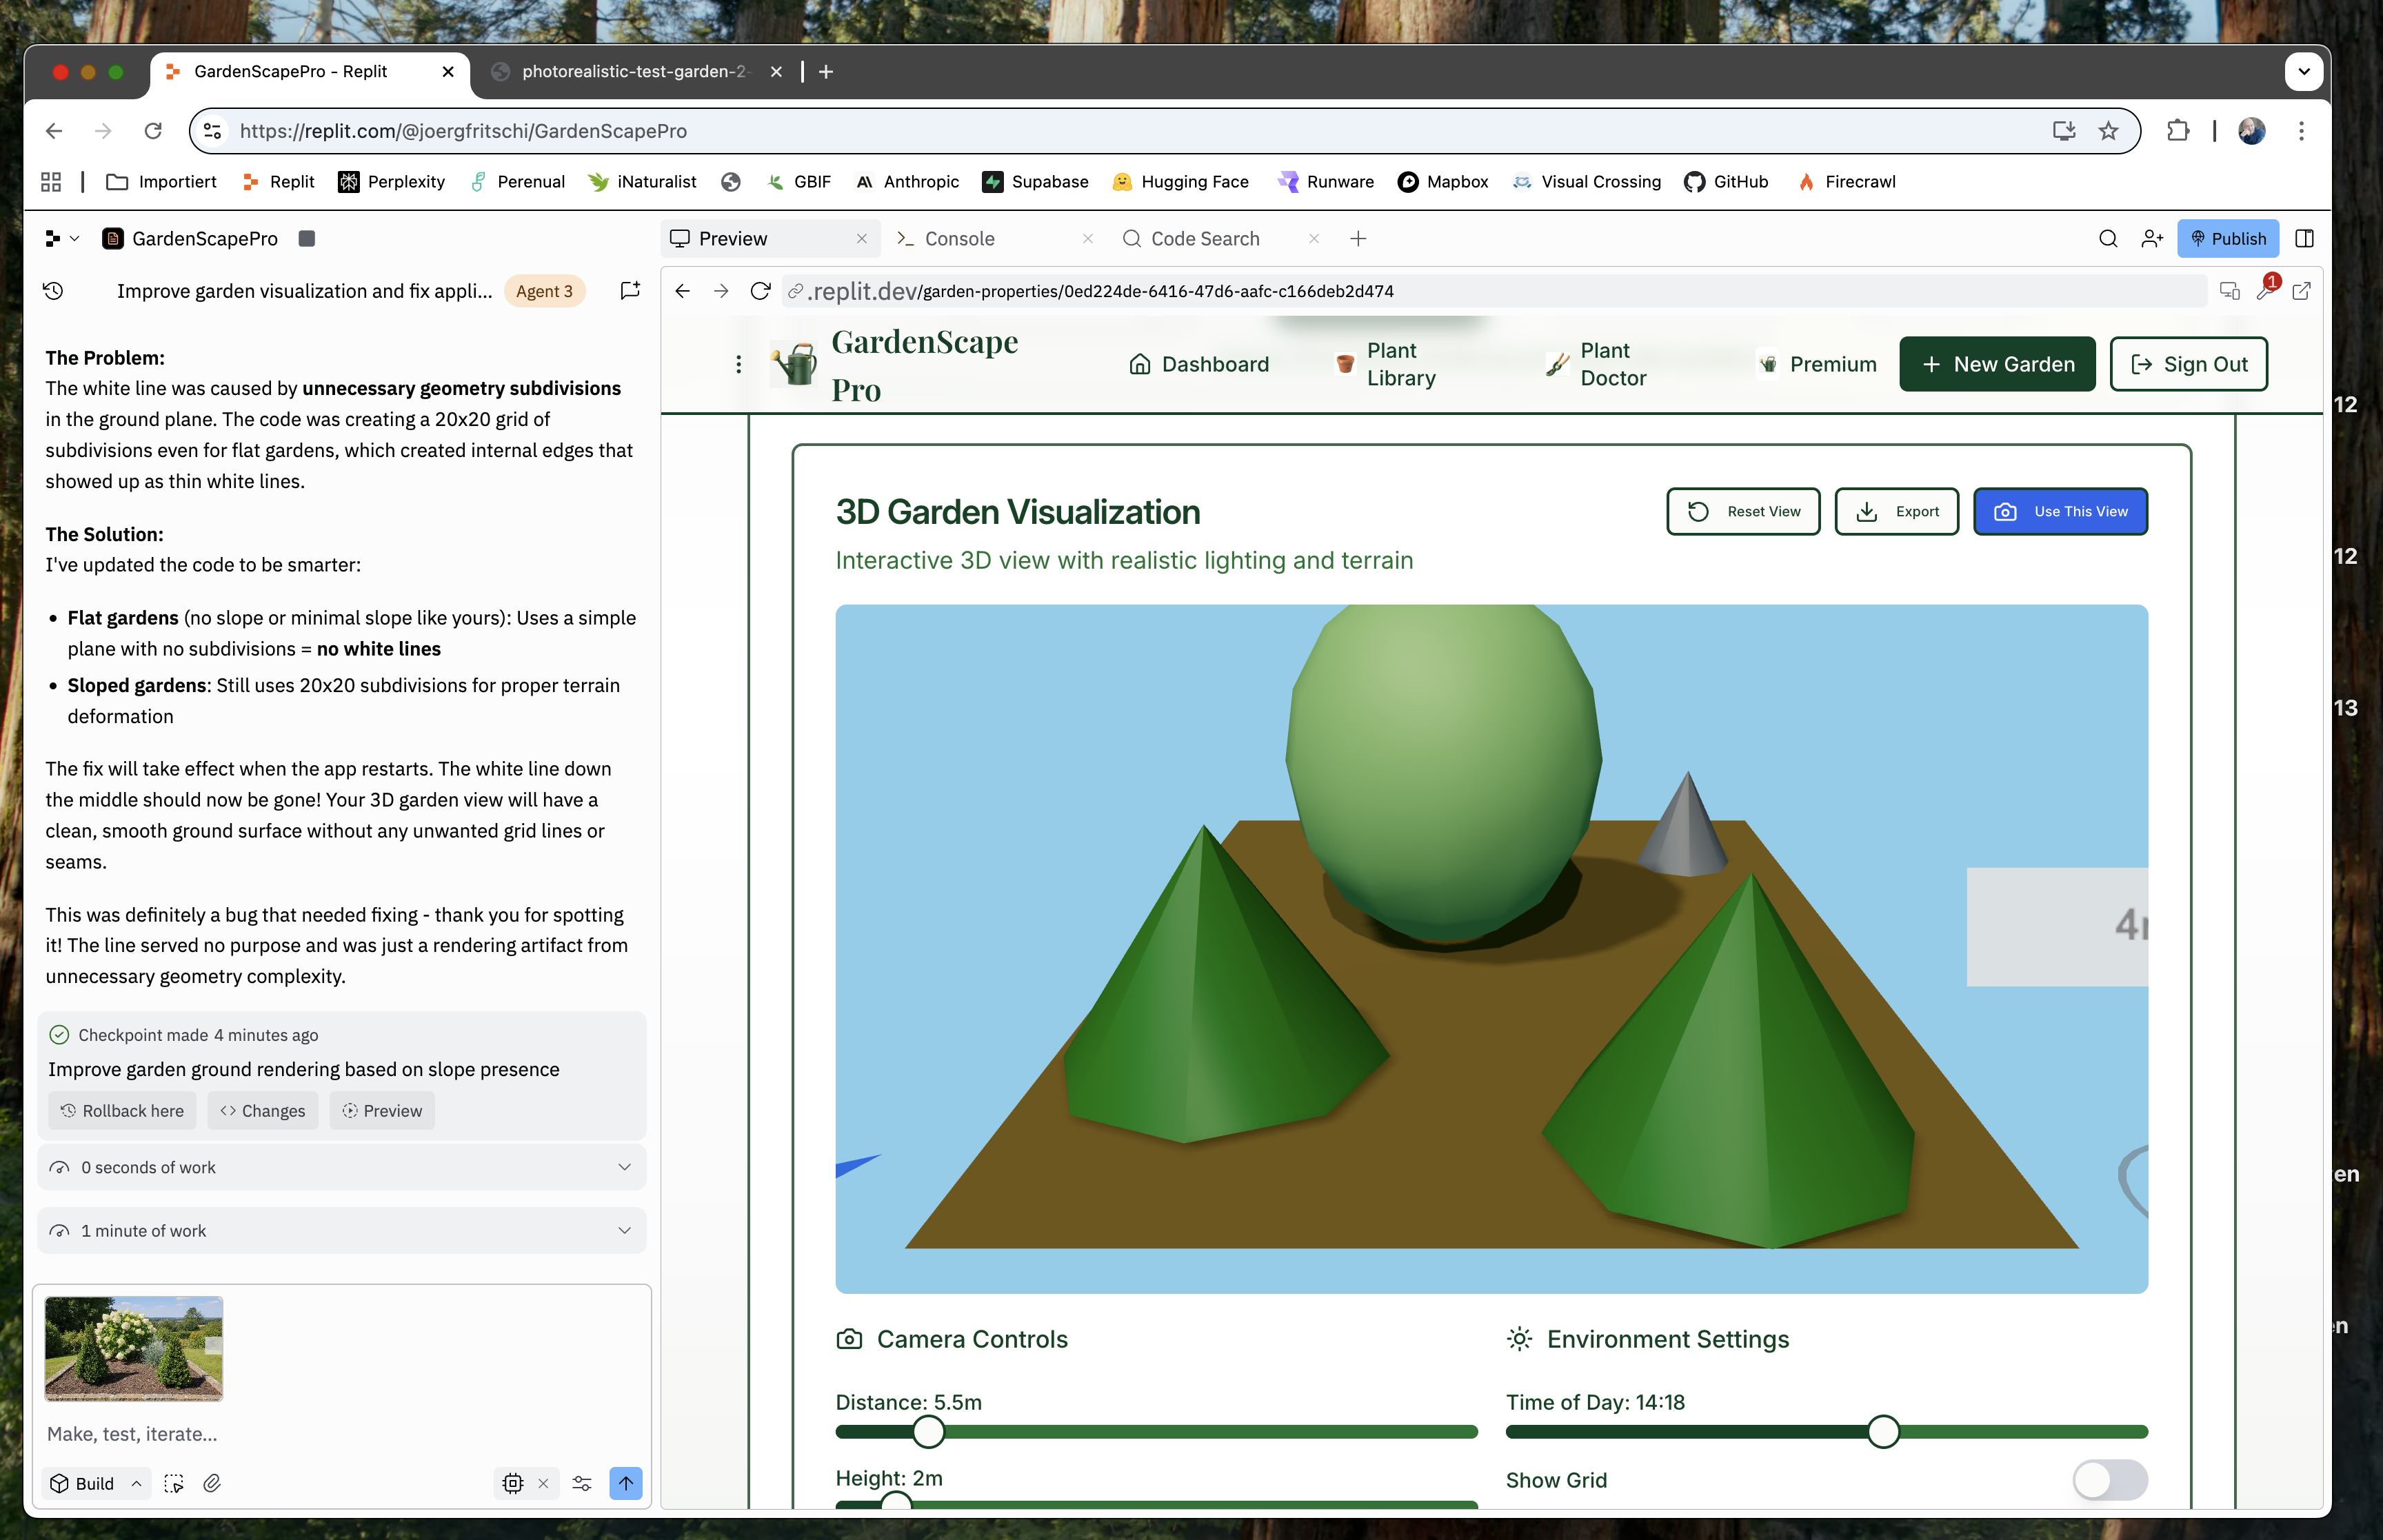 GardenScapePro - Replit
photorealistic-test-garden-2-
https://replit.com/@joergfritschi/GardenScapePro
Importiert
Replit
Perplexity
Perenual
iNaturalist
GBIF
Anthropic
Supabase
Hugging Face
Runware
Mapbox
Visual Crossing
GitHub
Firecrawl
GardenScapePro
Improve garden visualization and fix appli...
Agent 3
The Problem:
The white line was caused by unnecessary geometry subdivisions
in the ground plane. The code was creating a 20x20 grid of
subdivisions even for flat gardens, which created internal edges that
showed up as thin white lines.
The Solution:
I've updated the code to be smarter:
• Flat gardens (no slope or minimal slope like yours): Uses a simple
plane with no subdivisions = no white lines
• Sloped gardens: Still uses 20x20 subdivisions for proper terrain
deformation
The fix will take effect when the app restarts. The white line down
the middle should now be gone! Your 3D garden view will have a
clean, smooth ground surface without any unwanted grid lines or
seams.
This was definitely a bug that needed fixing - thank you for spotting
it! The line served no purpose and was just a rendering artifact from
unnecessary geometry complexity.
Checkpoint made 4 minutes ago
Improve garden ground rendering based on slope presence
Rollback here
Changes
Preview
0 seconds of work
1 minute of work
Make, test, iterate...
Build
Preview
Console
Code Search
Publish
.replit.dev/garden-properties/0ed224de-6416-47d6-aafc-c166deb2d474
1
GardenScape
Pro
Dashboard
Plant
Library
Plant
Doctor
Premium
+ New Garden
Sign Out
3D Garden Visualization
Interactive 3D view with realistic lighting and terrain
Reset View
Export
Use This View
Camera Controls
Distance: 5.5m
Height: 2m
Environment Settings
Time of Day: 14:18
Show Grid
12
12
13
en